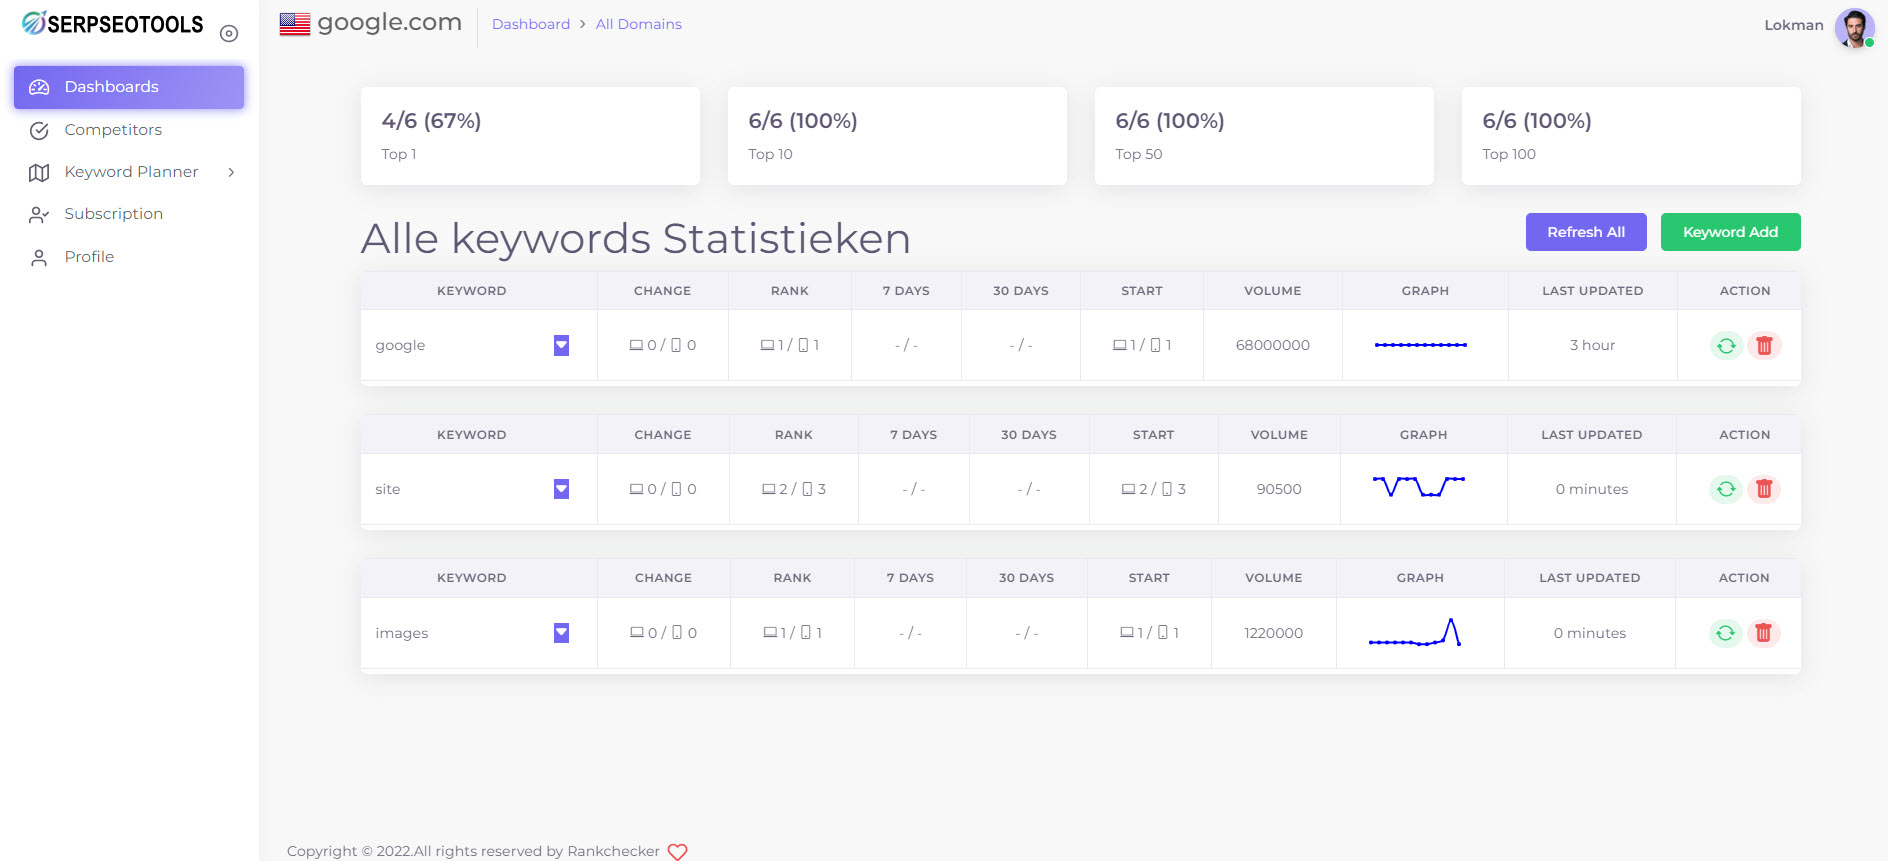 SERPSEOTOOLS
google.com
Dashboard > All Domains
Lokman
Dashboards
Competitors
Keyword Planner
Subscription
Profile
4/6 (67%)
Top 1
6/6 (100%)
Top 10
6/6 (100%)
Top 50
6/6 (100%)
Top 100
Alle keywords Statistieken
Refresh All
Keyword Add
KEYWORD CHANGE RANK 7 DAYS 30 DAYS START VOLUME GRAPH LAST UPDATED ACTION
google 0 / 0 1 / 1 - / - - / - 1 / 1 68000000 3 hour
KEYWORD CHANGE RANK 7 DAYS 30 DAYS START VOLUME GRAPH LAST UPDATED ACTION
site 0 / 0 2 / 3 - / - - / - 2 / 3 90500 0 minutes
KEYWORD CHANGE RANK 7 DAYS 30 DAYS START VOLUME GRAPH LAST UPDATED ACTION
images 0 / 0 1 / 1 - / - - / - 1 / 1 1220000 0 minutes
Copyright © 2022.All rights reserved by Rankchecker